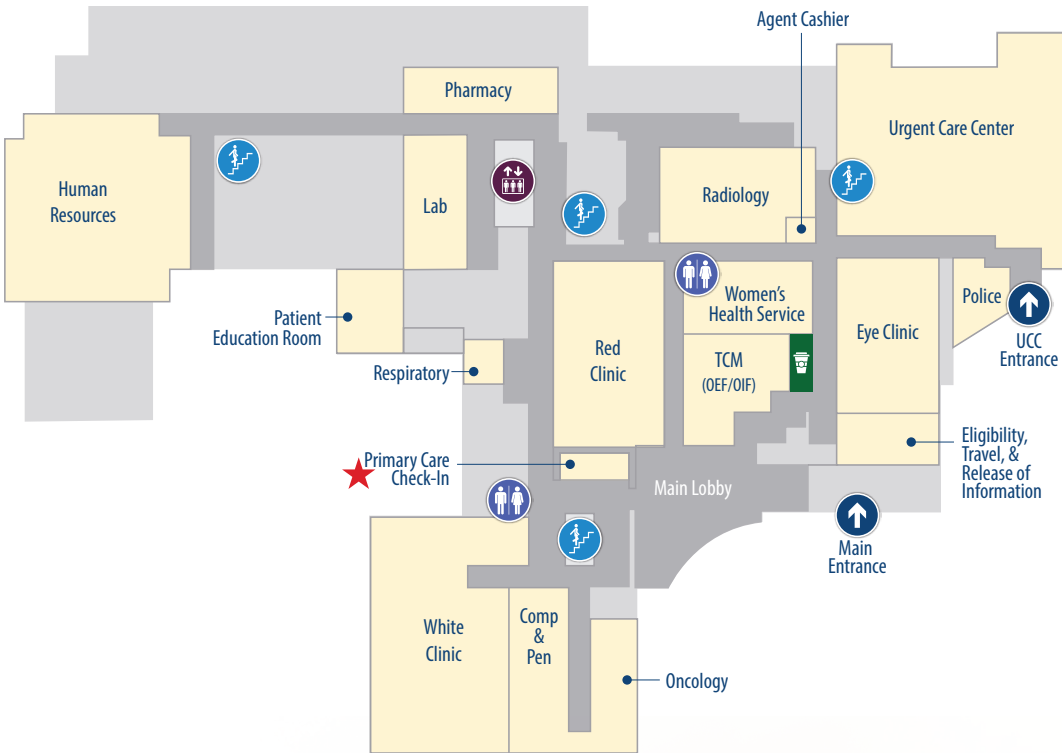 Agent Cashier
Pharmacy
Urgent Care Center
Human
Resources
Lab
Radiology
Patient
Education Room
Women's
Health Service
Police
UCC
Entrance
Respiratory
Red
Clinic
TCM
(OEF/OIF)
Eye Clinic
Primary Care
Check-In
Main Lobby
Eligibility,
Travel, &
Release of
Information
Main
Entrance
White
Clinic
Comp
&
Pen
Oncology